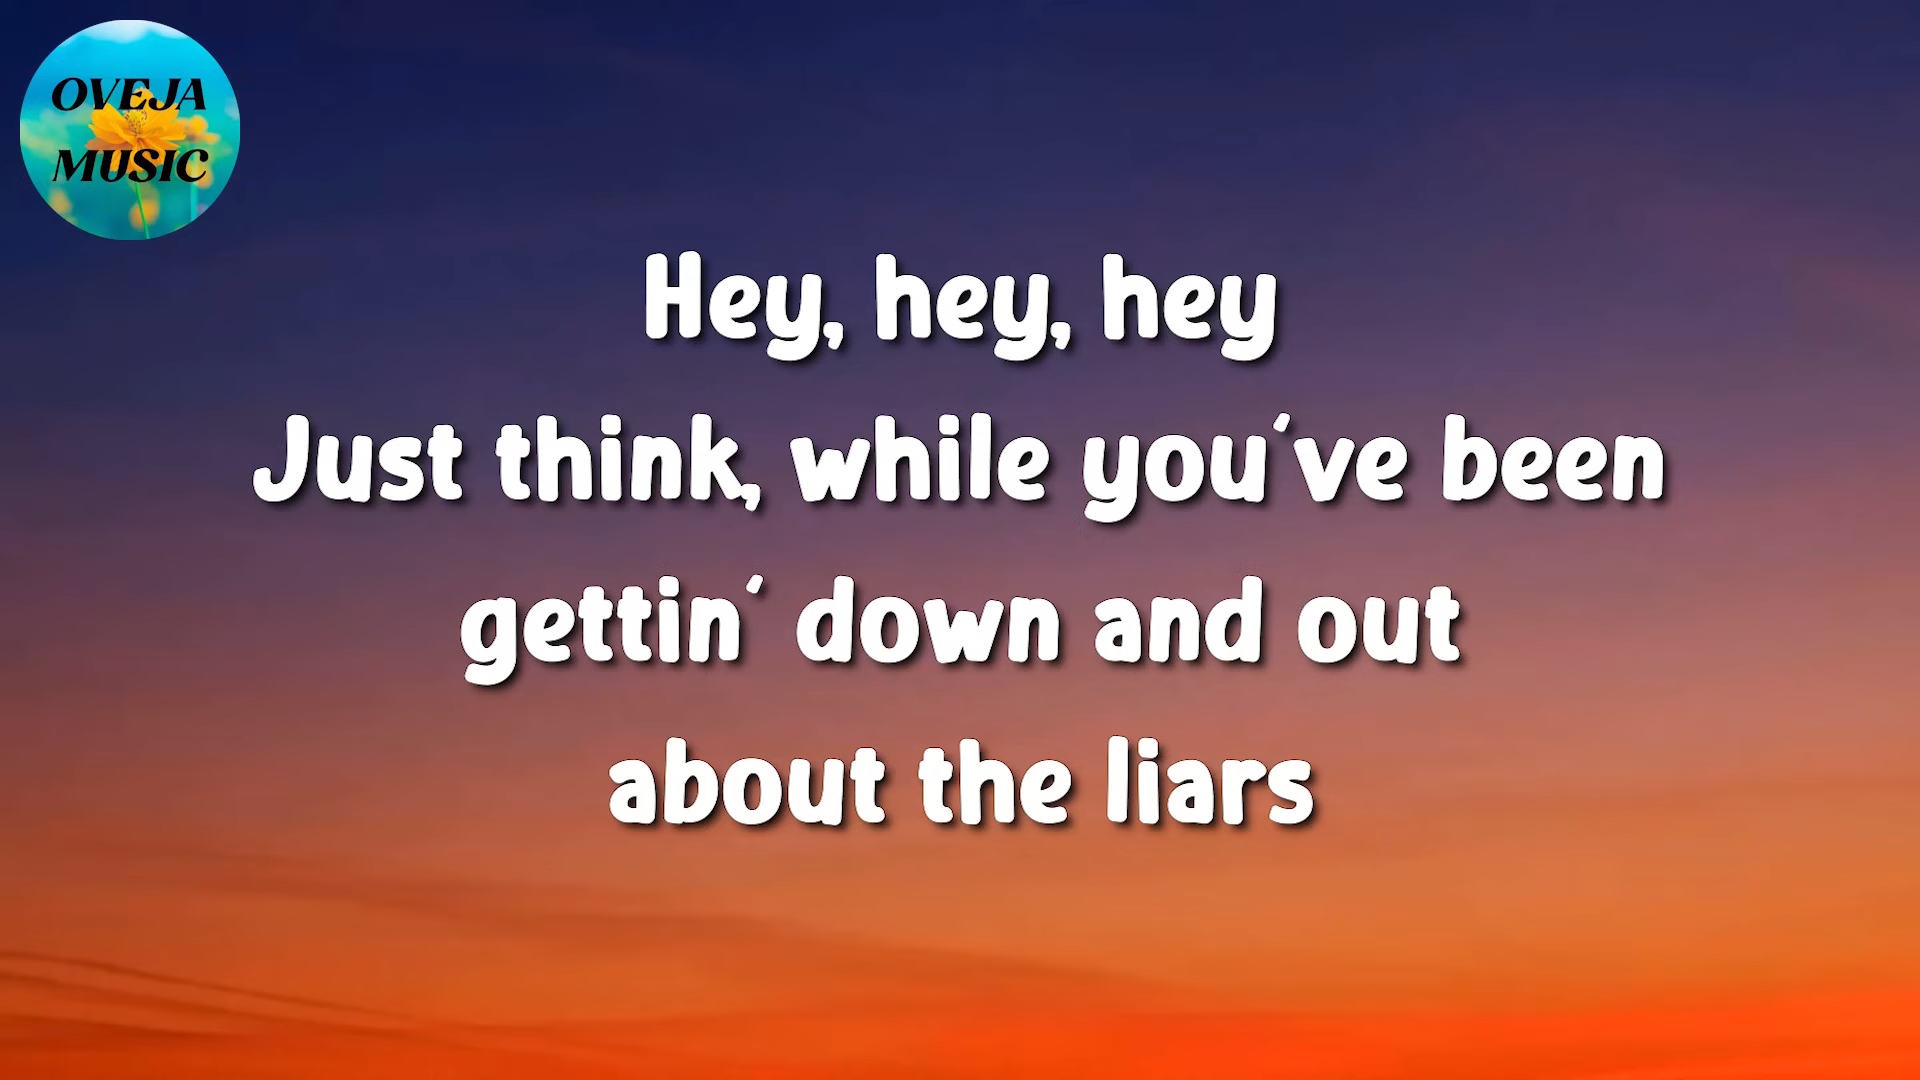 OVEJA
MUSIC
Hey, hey, hey
Just think, while you've been
gettin' down and out
about the liars